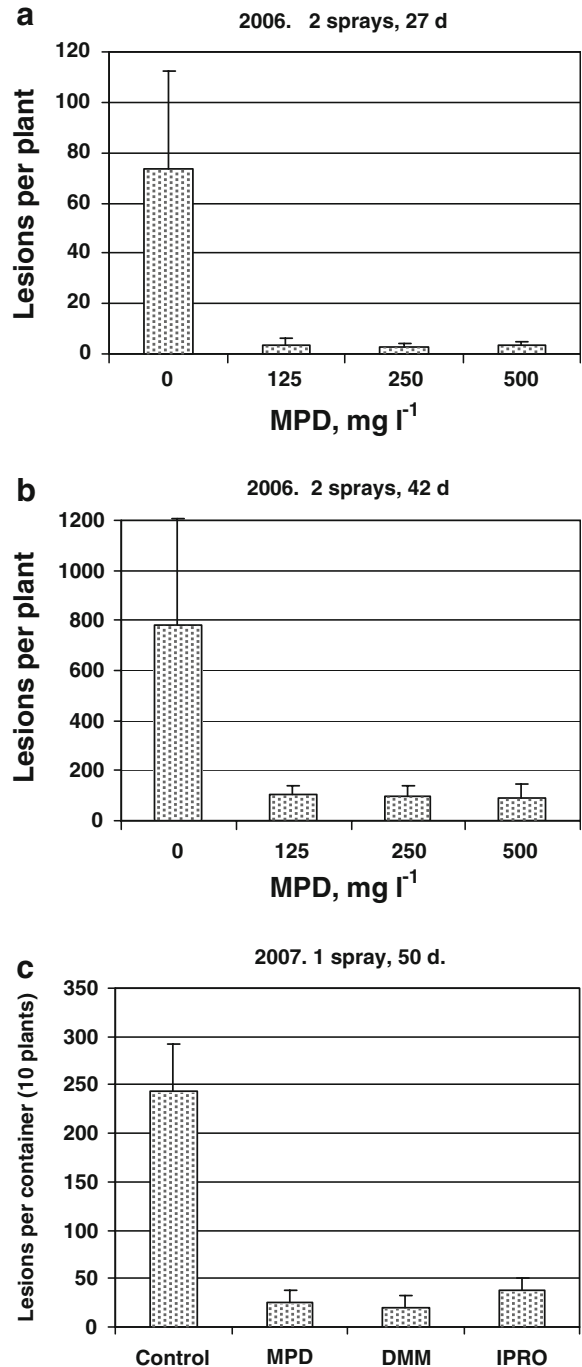 a
2006. 2 sprays, 27 d
Lesions per plant
120
100
80
60
40
20
0
0 125 250 500
MPD, mg l⁻¹
b
2006. 2 sprays, 42 d
Lesions per plant
1200
1000
800
600
400
200
0
0 125 250 500
MPD, mg l⁻¹
c
2007. 1 spray, 50 d.
Lesions per container (10 plants)
350
300
250
200
150
100
50
0
Control MPD DMM IPRO